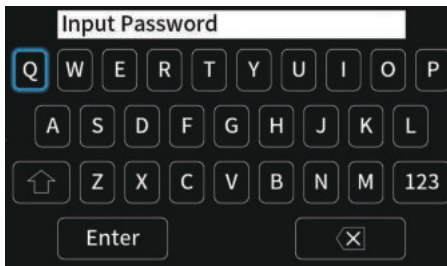 Input Password
Q W E R T Y U I O P
A S D F G H J K L
Z X C V B N M 123
Enter